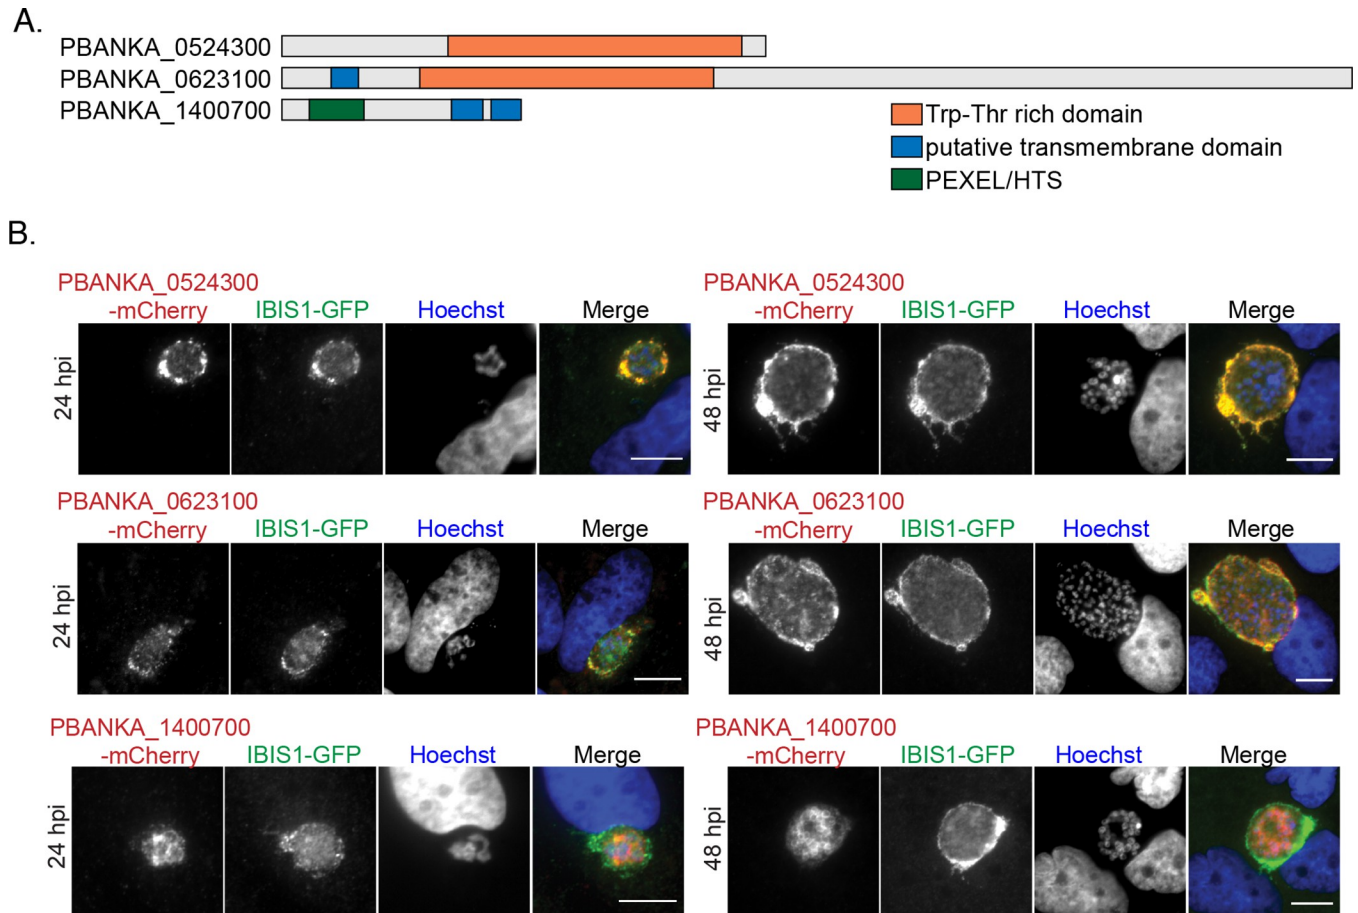 A.
PBANKA_0524300
PBANKA_0623100
PBANKA_1400700
Trp-Thr rich domain
putative transmembrane domain
PEXEL/HTS
B.
PBANKA_0524300
-mCherry IBIS1-GFP Hoechst Merge
24 hpi
PBANKA_0524300
-mCherry IBIS1-GFP Hoechst Merge
48 hpi
PBANKA_0623100
-mCherry IBIS1-GFP Hoechst Merge
24 hpi
PBANKA_0623100
-mCherry IBIS1-GFP Hoechst Merge
48 hpi
PBANKA_1400700
-mCherry IBIS1-GFP Hoechst Merge
24 hpi
PBANKA_1400700
-mCherry IBIS1-GFP Hoechst Merge
48 hpi